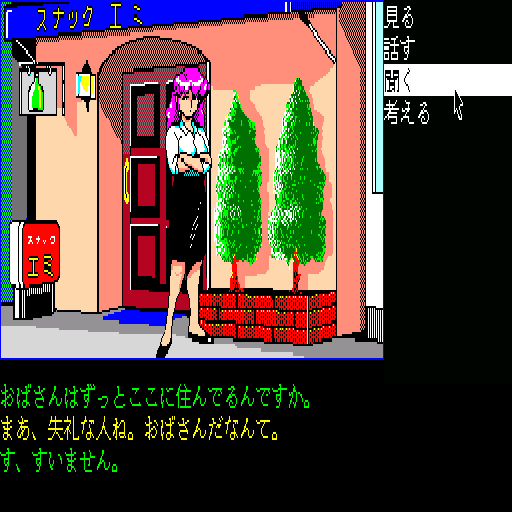 スナック エミ
見る
話す
聞く
考える
スナック
エミ
おばさんはずっとここに住んでるんですか。
まあ、失礼な人ね。おばさんだなんて。
す、すいません。